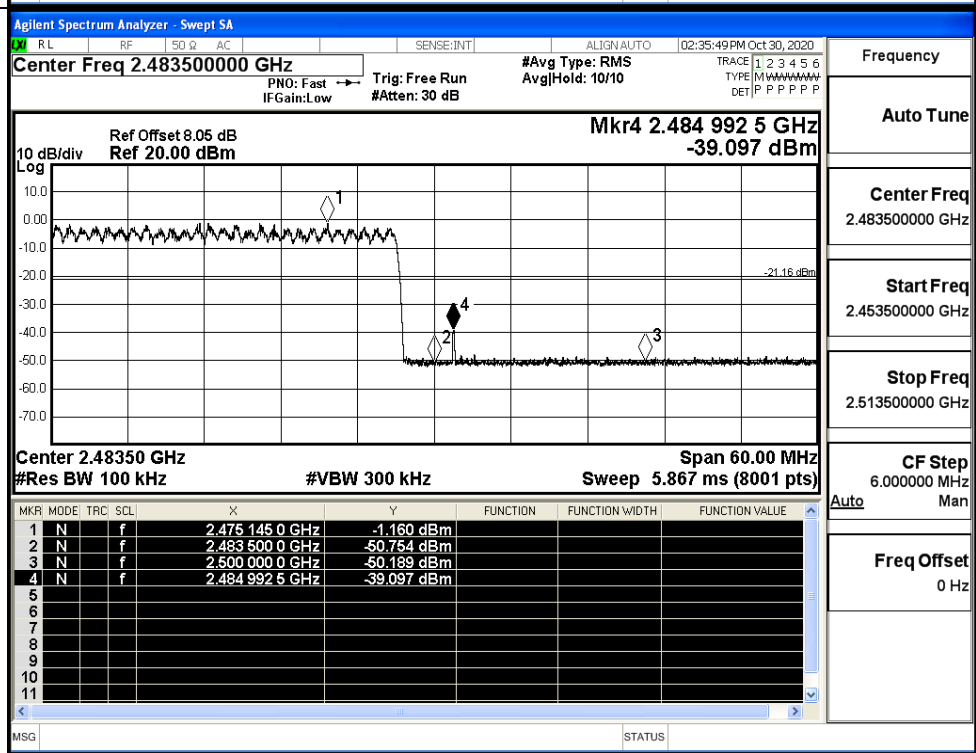 Agilent Spectrum Analyzer - Swept SA
LXI RL RF 50 Ω AC SENSE:INT ALIGN AUTO 02:35:49 PM Oct 30, 2020
Center Freq 2.483500000 GHz
PNO: Fast
IFGain:Low
Trig: Free Run
#Atten: 30 dB
#Avg Type: RMS
Avg|Hold: 10/10
TRACE 1 2 3 4 5 6
TYPE M W W W W W
DET P P P P P P
Ref Offset 8.05 dB
10 dB/div Ref 20.00 dBm
Log
Mkr4 2.484 992 5 GHz
-39.097 dBm
10.0
0.00
-10.0
-20.0
-30.0
-40.0
-50.0
-60.0
-70.0
1
-21.16 dBm
4
2
3
Center 2.48350 GHz Span 60.00 MHz
#Res BW 100 kHz #VBW 300 kHz Sweep 5.867 ms (8001 pts)
MKR MODE TRC SCL X Y FUNCTION FUNCTION WIDTH FUNCTION VALUE
1 N f 2.475 145 0 GHz -1.160 dBm
2 N f 2.483 500 0 GHz -50.754 dBm
3 N f 2.500 000 0 GHz -50.189 dBm
4 N f 2.484 992 5 GHz -39.097 dBm
5
6
7
8
9
10
11
MSG STATUS
Frequency
Auto Tune
Center Freq
2.483500000 GHz
Start Freq
2.453500000 GHz
Stop Freq
2.513500000 GHz
CF Step
6.000000 MHz
Auto Man
Freq Offset
0 Hz